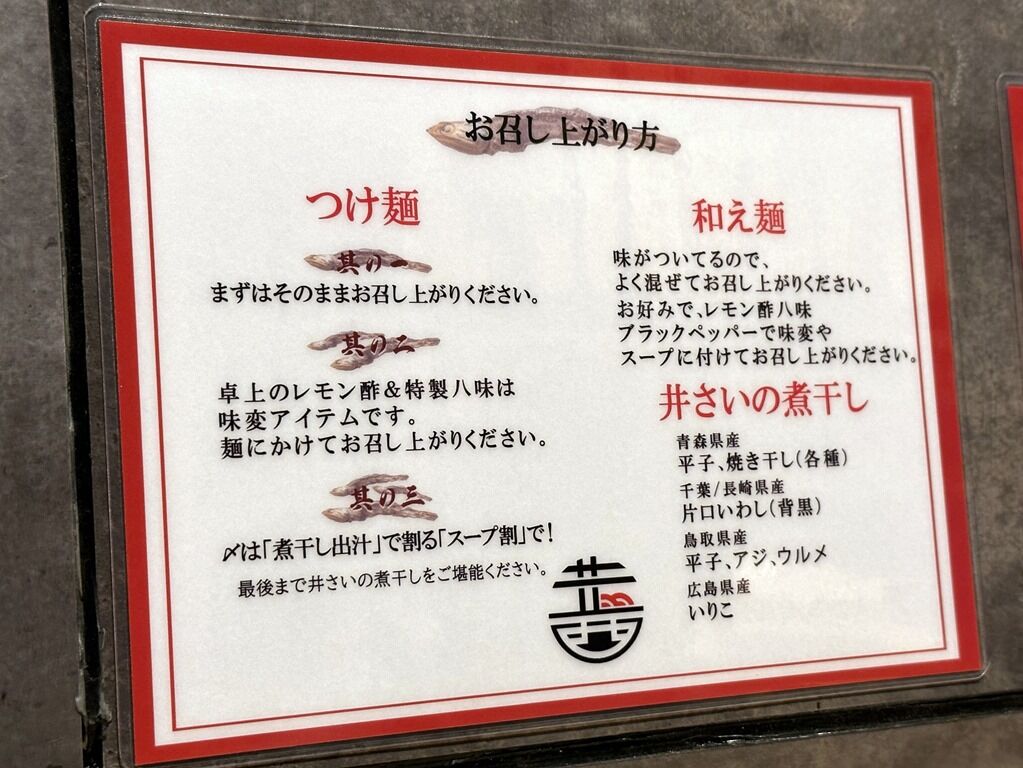 お召し上がり方
つけ麺
其の一
まずはそのままお召し上がりください。
其の二
卓上のレモン酢&特製八味は
味変アイテムです。
麺にかけてお召し上がりください。
其の三
〆は「煮干し出汁」で割る「スープ割」で!
最後まで井さいの煮干しをご堪能ください。
和え麺
味がついてるので、
よく混ぜてお召し上がりください。
お好みで、レモン酢八味
ブラックペッパーで味変や
スープに付けてお召し上がりください。
井さいの煮干し
青森県産
平子、焼き干し(各種)
千葉/長崎県産
片口いわし(背黒)
鳥取県産
平子、アジ、ウルメ
広島県産
いりこ